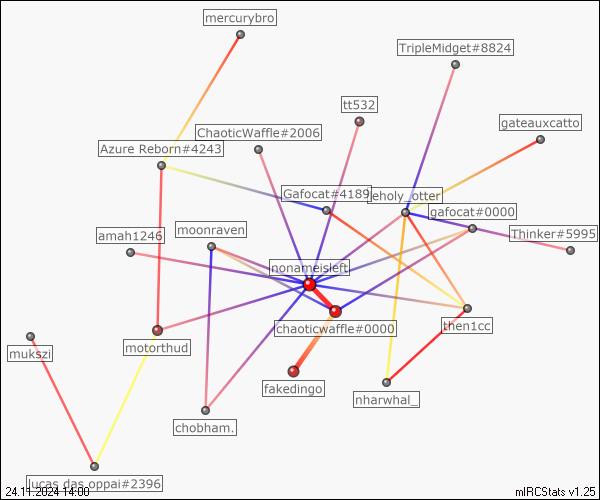 mercurybro
TripleMidget#8824
tt532
gateauxcatto
ChaoticWaffle#2006
Azure Reborn#4243
Gafocat#4189
eholy_otter
gafocat#0000
moonraven
amah1246
Thinker#5995
nonameisleft
chaoticwaffle#0000
then1cc
motorthud
mukszi
fakedingo
nharwhal_
chobham.
lucas das oppai#2396
24.11.2024 14:00
mIRCStats v1.25